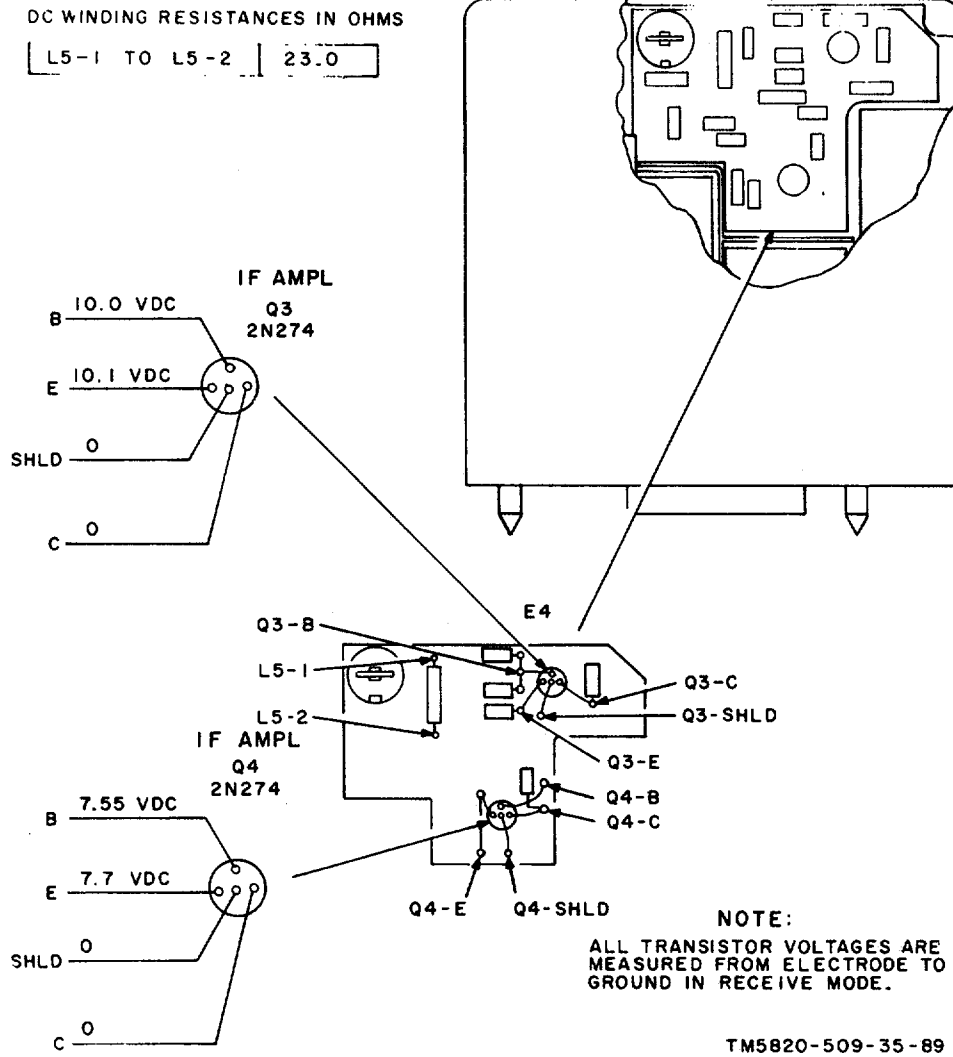 DC WINDING RESISTANCES IN OHMS
L5-1 TO L5-2 23.0
IF AMPL
Q3
2N274
B 10.0 VDC
E 10.1 VDC
SHLD 0
C 0
E4
Q3-B
L5-1
L5-2
Q3-C
Q3-SHLD
Q3-E
Q4-B
Q4-C
Q4-E
Q4-SHLD
IF AMPL
Q4
2N274
B 7.55 VDC
E 7.7 VDC
SHLD 0
C 0
NOTE:
ALL TRANSISTOR VOLTAGES ARE
MEASURED FROM ELECTRODE TO
GROUND IN RECEIVE MODE.
TM5820-509-35-89